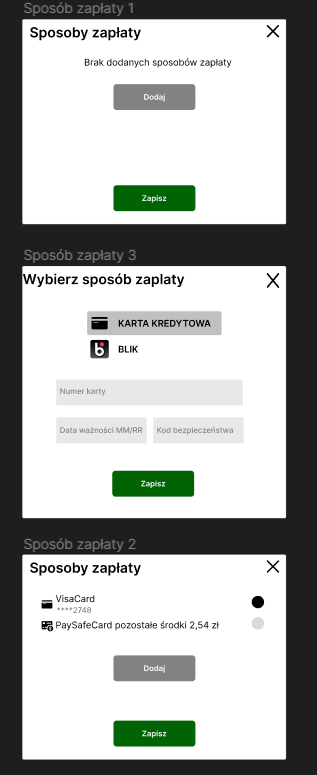 Sposób zapłaty 1
Sposoby zapłaty
Brak dodanych sposobów zapłaty
Dodaj
Zapisz
Sposób zapłaty 3
Wybierz sposób zaplaty
KARTA KREDYTOWA
BLIK
Numer karty
Data ważności MM/RR Kod bezpieczeństwa
Zapisz
Sposób zapłaty 2
Sposoby zapłaty
VisaCard
****2748
PaySafeCard pozostałe środki 2,54 zł
Dodaj
Zapisz